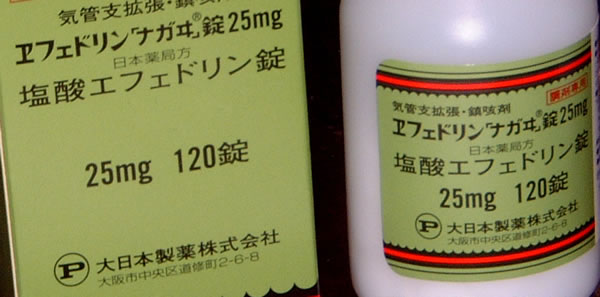 気管支拡張・鎮咳剤
ヱフェドリン「ナガヰ」®錠25mg
日本薬局方
塩酸エフェドリン錠
25mg 120錠
P 大日本製薬株式会社
大阪市中央区道修町2-6-8
調剤専用
気管支拡張・鎮咳剤
ヱフェドリン「ナガヰ」®錠25mg
日本薬局方
塩酸エフェドリン錠
25mg 120錠
P 大日本製薬株式会社
大阪市中央区道修町2-6-8